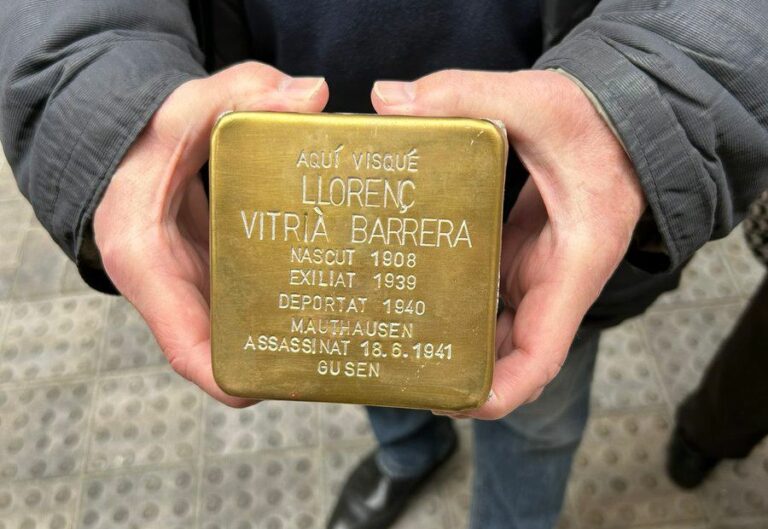 AQUÍ VISQUÉ
LLORENÇ
VITRIÀ BARRERA
NASCUT 1908
EXILIAT 1939
DEPORTAT 1940
MAUTHAUSEN
ASSASSINAT 18.6.1941
GUSEN